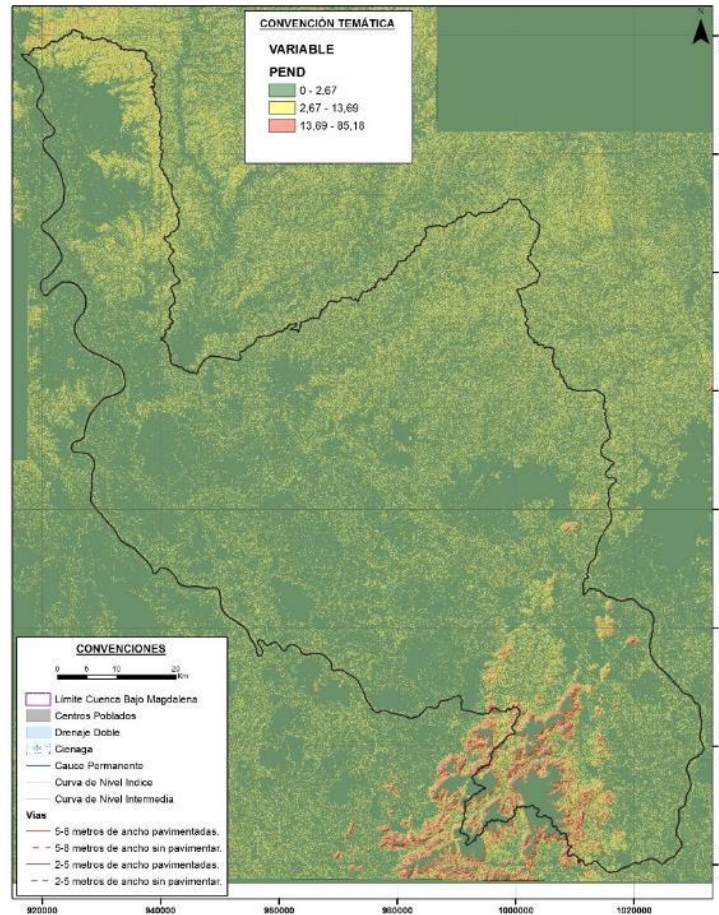 N
CONVENCIÓN TEMÁTICA
VARIABLE
PEND
0 - 2,67
2,67 - 13,69
13,69 - 85,18
CONVENCIONES
0 5 10 20
Km
Límite Cuenca Bajo Magdalena
Centros Poblados
Drenaje Doble
Cienaga
Cauce Permanente
Curva de Nivel Indice
Curva de Nivel Intermedia
Vias
5-8 metros de ancho pavimentadas.
5-8 metros de ancho sin pavimentar.
2-5 metros de ancho pavimentadas.
2-5 metros de ancho sin pavimentar.
920000 940000 960000 980000 1000000 1020000